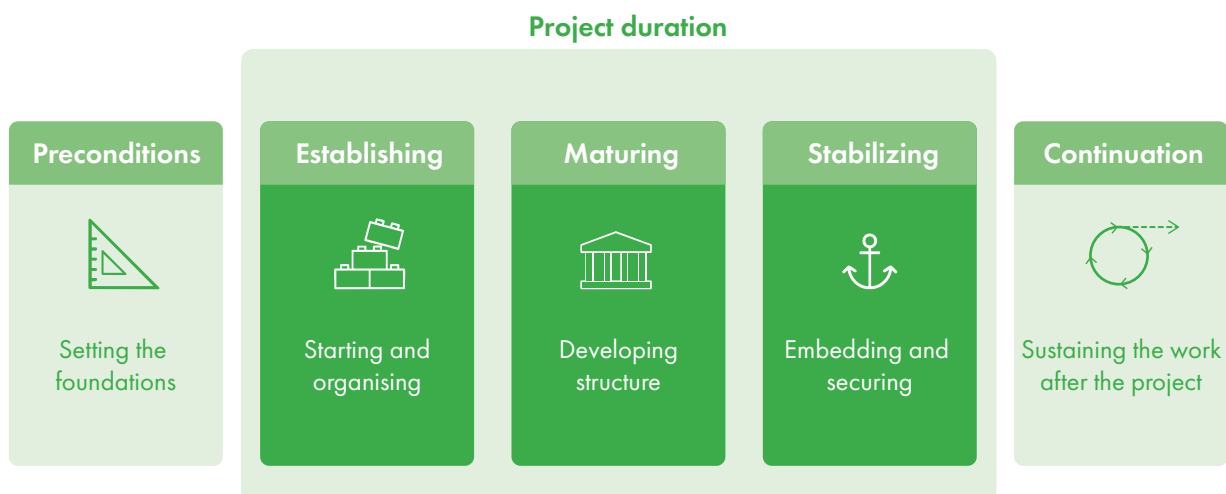 Project duration
Preconditions
Setting the
foundations
Establishing
Starting and
organising
Maturing
Developing
structure
Stabilizing
Embedding and
securing
Continuation
Sustaining the work
after the project